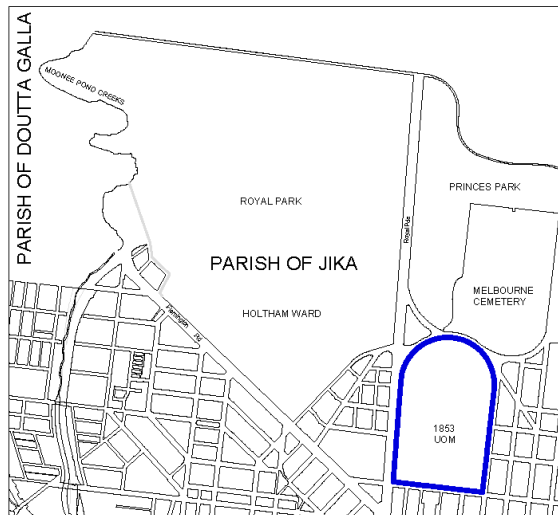 PARISH OF DOUTTA GALLA
MOONEE POND CREEKS
ROYAL PARK
PRINCES PARK
Royal Pde
PARISH OF JIKA
MELBOURNE
CEMETERY
HOLTHAM WARD
Flemington Rd
1853
UOM